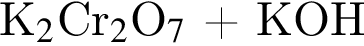 K₂Cr₂O₇ + KOH